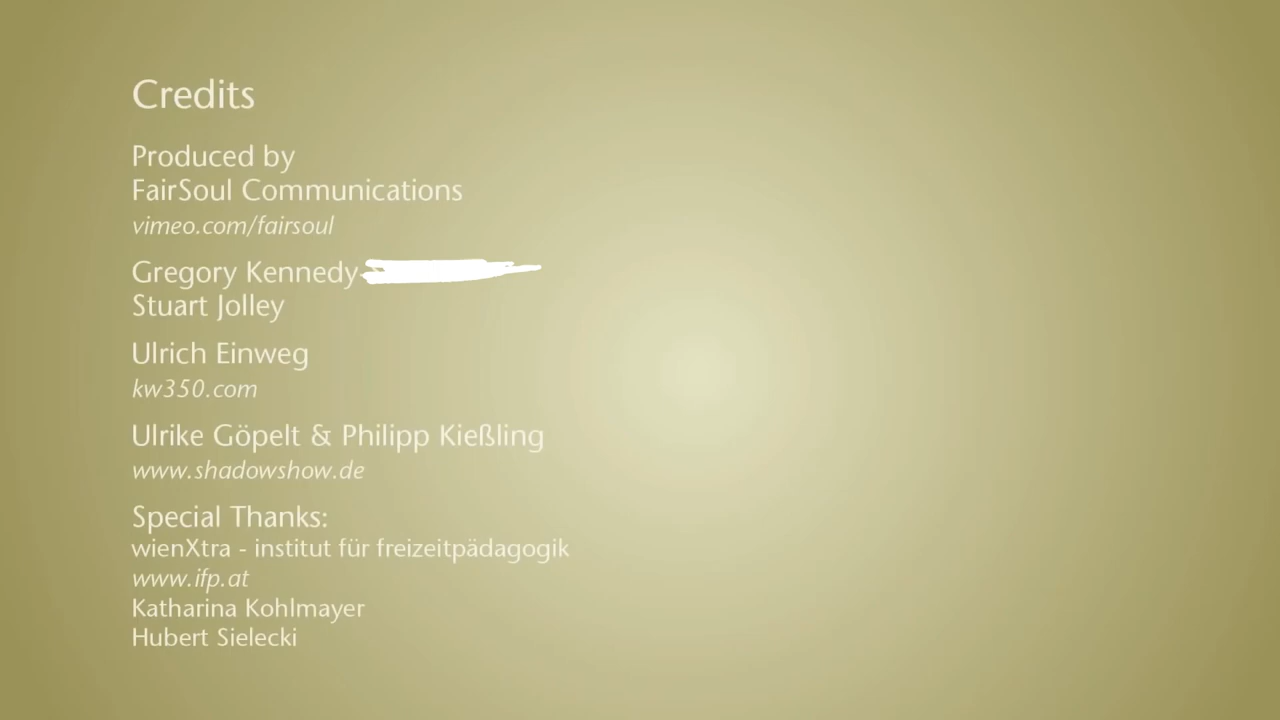 Credits
Produced by
FairSoul Communications
vimeo.com/fairsoul
Gregory Kennedy
Stuart Jolley
Ulrich Einweg
kw350.com
Ulrike Göpelt & Philipp Kießling
www.shadowshow.de
Special Thanks:
wienXtra - institut für freizeitpädagogik
www.ifp.at
Katharina Kohlmayer
Hubert Sielecki